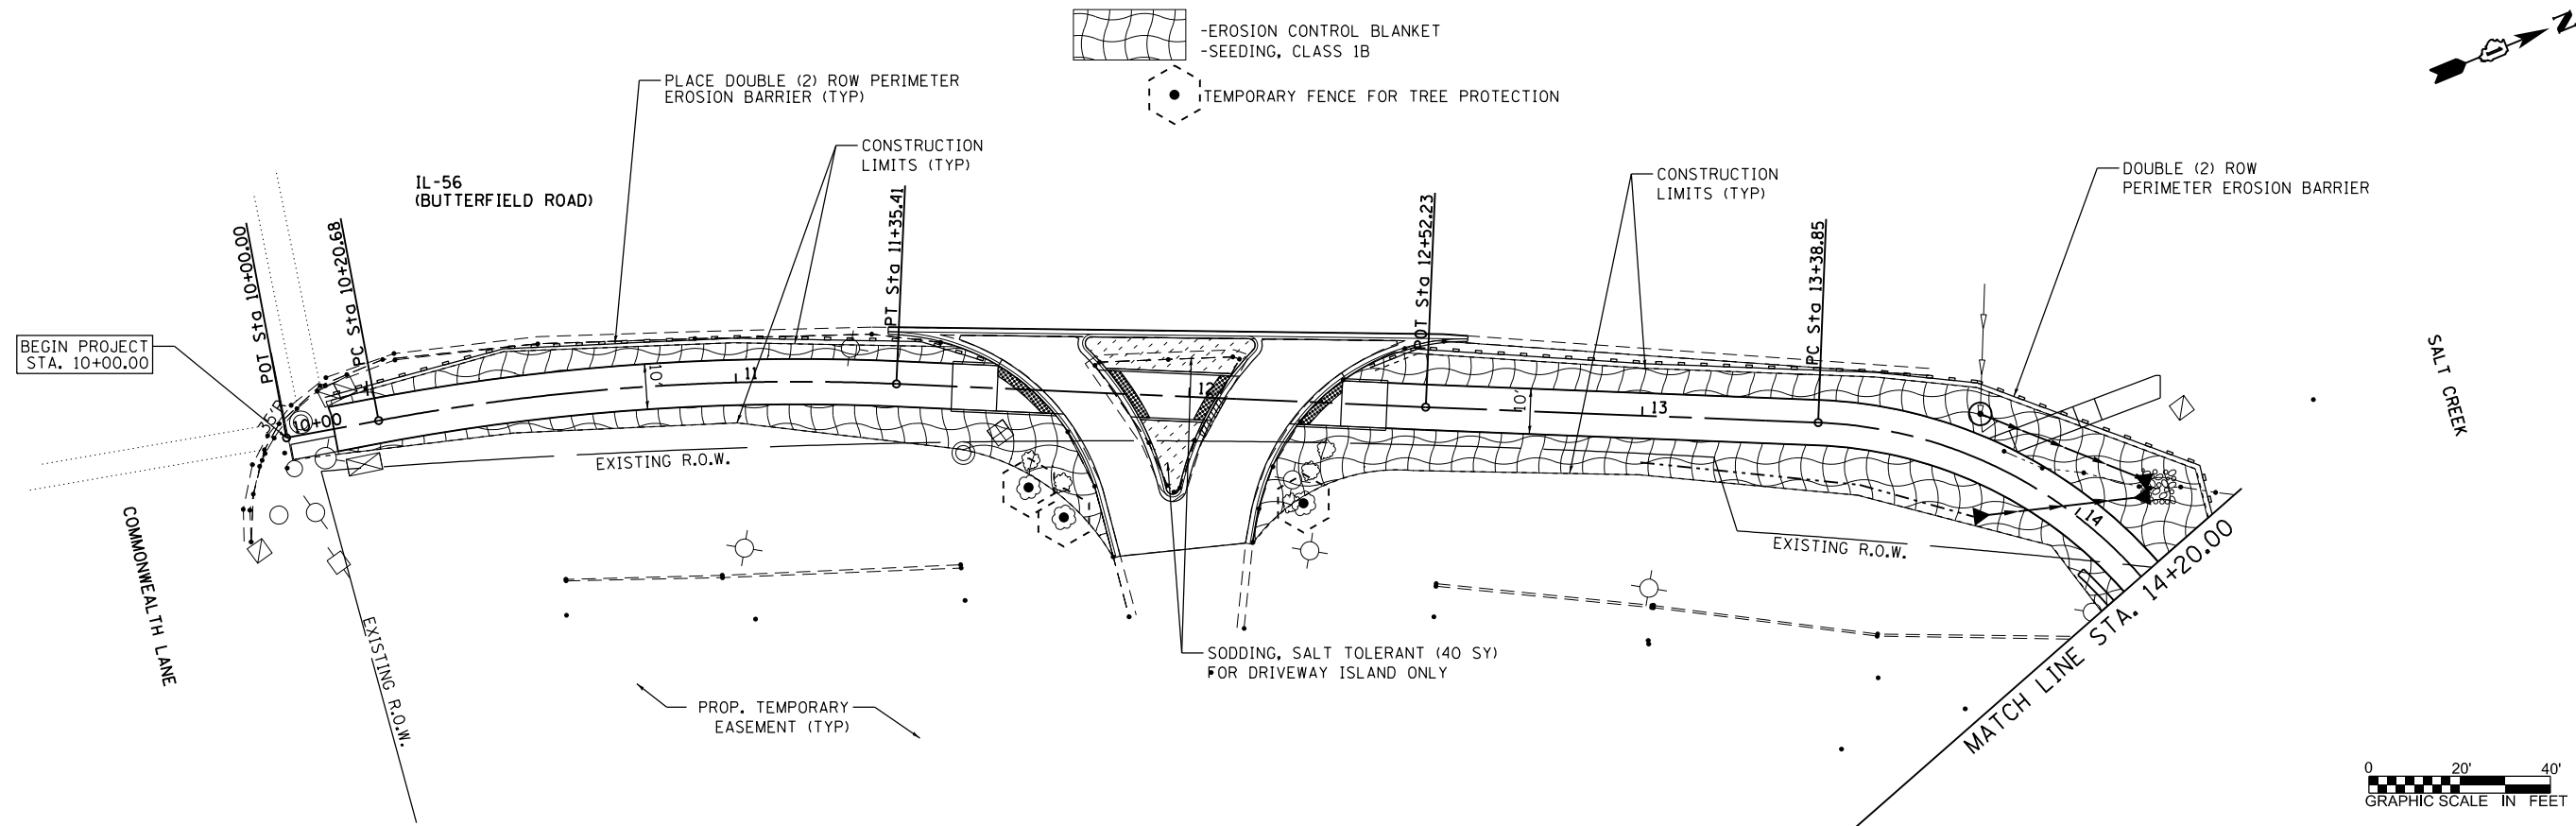 -EROSION CONTROL BLANKET
-SEEDING, CLASS 1B
TEMPORARY FENCE FOR TREE PROTECTION
N
PLACE DOUBLE (2) ROW PERIMETER
EROSION BARRIER (TYP)
CONSTRUCTION
LIMITS (TYP)
IL-56
(BUTTERFIELD ROAD)
CONSTRUCTION
LIMITS (TYP)
DOUBLE (2) ROW
PERIMETER EROSION BARRIER
POT Sta 10+00.00
PC Sta 10+20.68
PT Sta 11+35.41
POT Sta 12+52.23
PC Sta 13+38.85
BEGIN PROJECT
STA. 10+00.00
SALT CREEK
10+00
10'
11
12
10'
13
14
EXISTING R.O.W.
EXISTING R.O.W.
COMMONWEALTH LANE
EXISTING R.O.W.
SODDING, SALT TOLERANT (40 SY)
FOR DRIVEWAY ISLAND ONLY
PROP. TEMPORARY
EASEMENT (TYP)
MATCH LINE STA. 14+20.00
0 20' 40'
GRAPHIC SCALE IN FEET